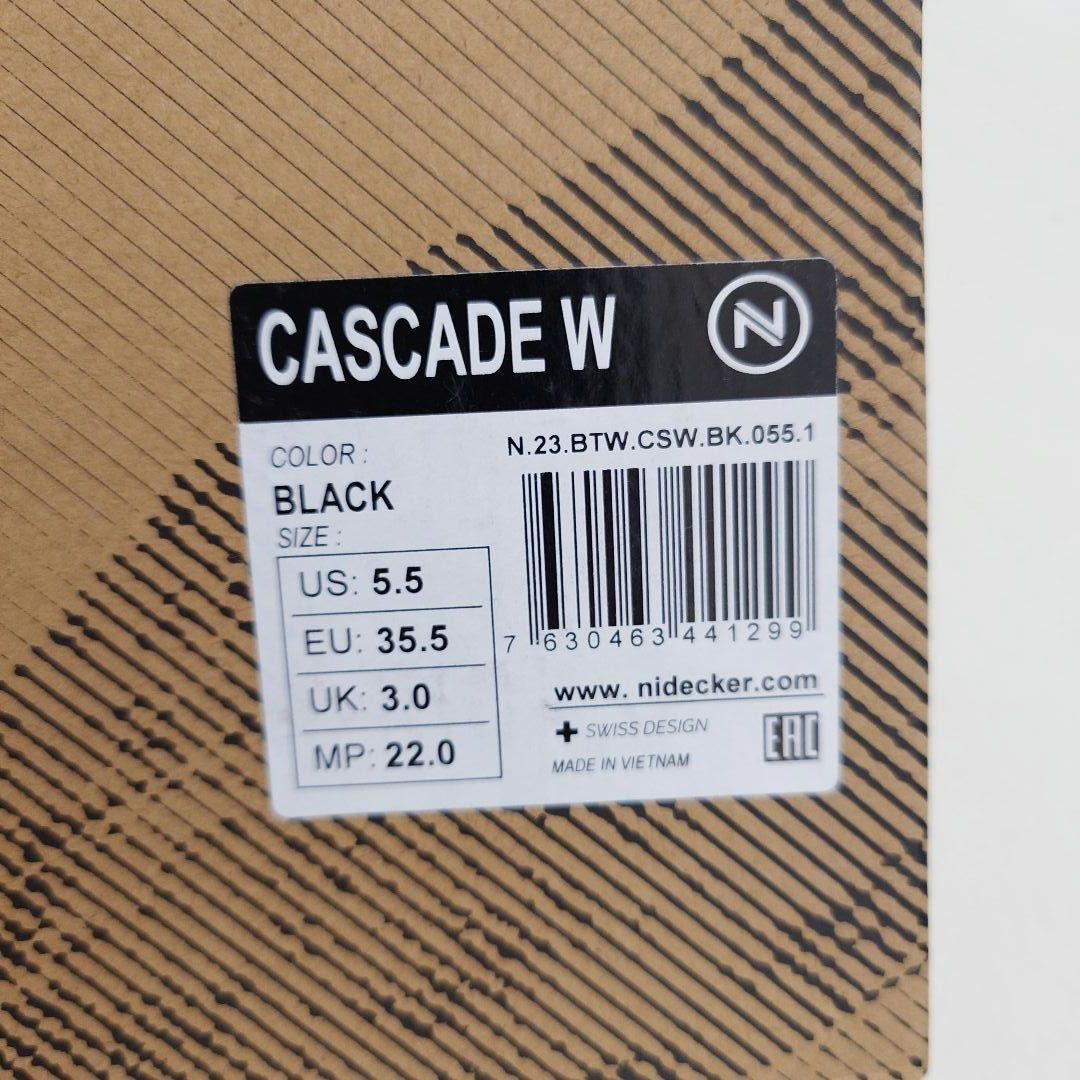 CASCADE W
N
COLOR :
BLACK
SIZE :
US: 5.5
EU: 35.5
UK: 3.0
MP: 22.0
N.23.BTW.CSW.BK.055.1
7 630463 441299
www. nidecker.com
SWISS DESIGN
MADE IN VIETNAM
EAC